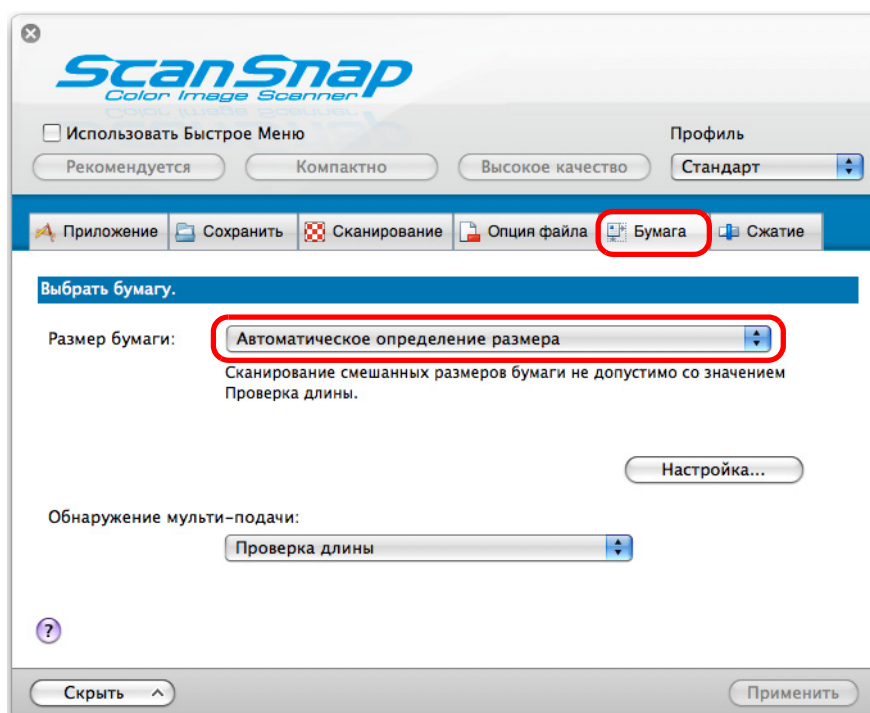 ScanSnap
Color Image Scanner
Использовать Быстрое Меню
Профиль
Рекомендуется Компактно Высокое качество Стандарт
Приложение Сохранить Сканирование Опция файла Бумага Сжатие
Выбрать бумагу.
Размер бумаги: Автоматическое определение размера
Сканирование смешанных размеров бумаги не допустимо со значением
Проверка длины.
Настройка...
Обнаружение мульти-подачи:
Проверка длины
?
Скрыть Применить